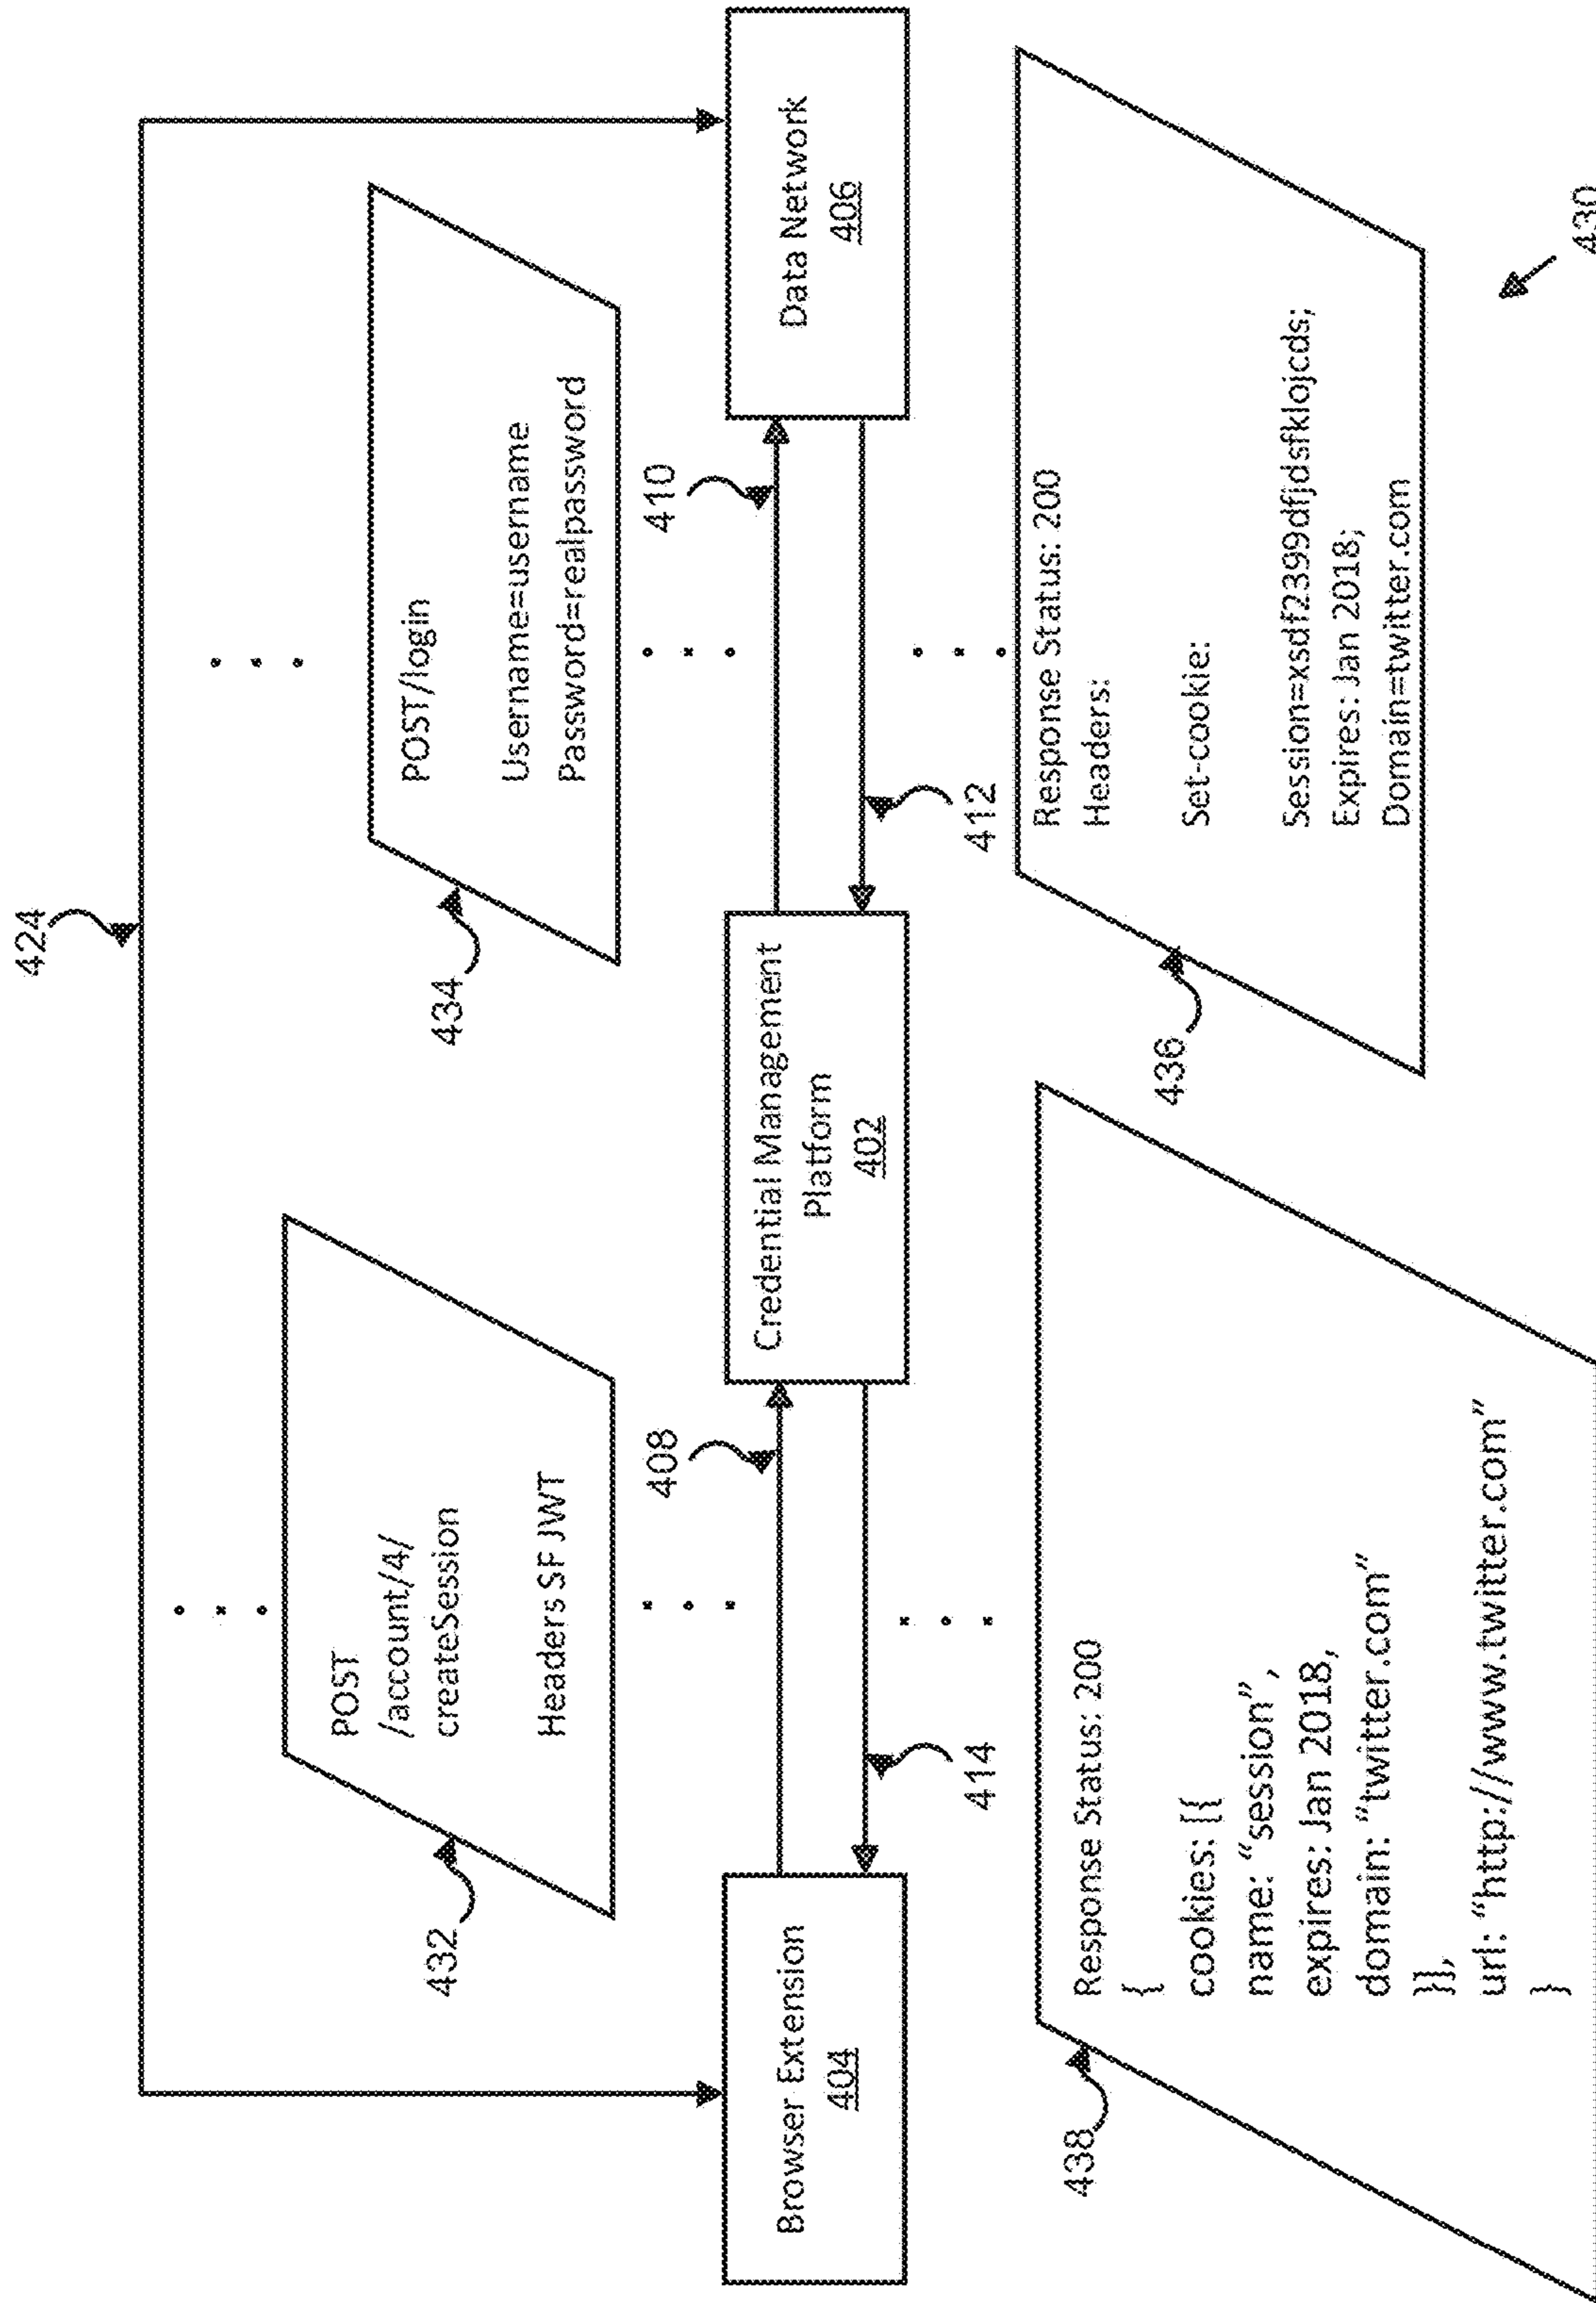 424
POST
/account/4/
createSession
Headers SF JWT
432
POST/login
Username=username
Password=realpassword
434
408
410
Browser Extension
404
Credential Management
Platform
402
Data Network
406
414
412
Response Status: 200
{
cookies: [{
name: “session”,
expires: Jan 2018,
domain: “twitter.com”
}],
url: “http://www.twitter.com”
}
438
Response Status: 200
Headers:
Set-cookie:
Session=xsdf2399dfjdsfklojcds;
Expires: Jan 2018;
Domain=twitter.com
436
430